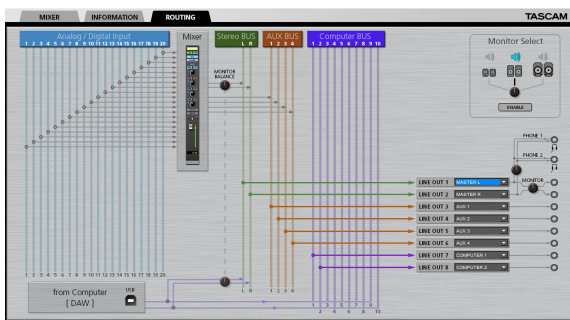 MIXER INFORMATION ROUTING TASCAM
Analog / Digital Input Mixer Stereo BUS AUX BUS Computer BUS
1 2 3 4 5 6 7 8 9 10 11 12 13 14 15 16 17 18 19 20 L R 1 2 3 4 1 2 3 4 5 6 7 8 9 10
Monitor Select
MONITOR
BALANCE
ENABLE
PHONE 1
PHONE 2
MONITOR
LINE OUT 1 MASTER L
LINE OUT 2 MASTER R
LINE OUT 3 AUX 1
LINE OUT 4 AUX 2
LINE OUT 5 AUX 3
LINE OUT 6 AUX 4
LINE OUT 7 COMPUTER 1
LINE OUT 8 COMPUTER 2
1 2 3 4 5 6 7 8 9 10 11 12 13 14 15 16 17 18 19 20
L R 1 2 3 4
from Computer USB
[ DAW ]
1 3 5 7 9
2 4 6 8 10